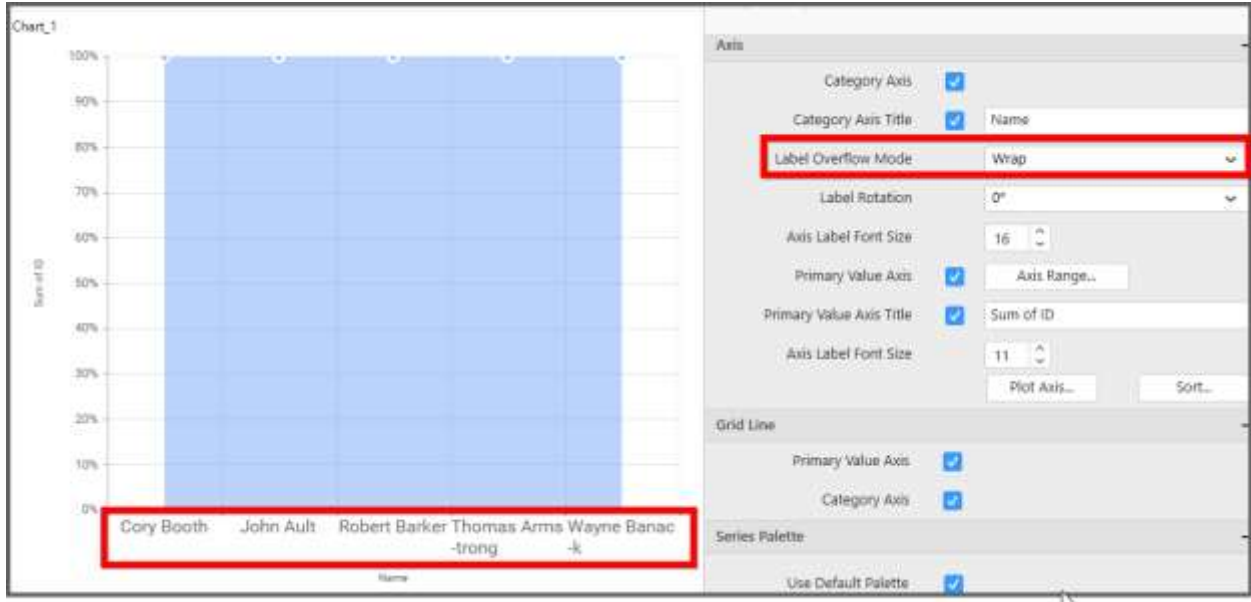 Chart_1
100%
90%
80%
70%
60%
50%
40%
30%
20%
10%
0%
Sum of ID
Cory Booth John Ault Robert Barker Thomas Arms Wayne Banac
-trong -k
Name
Axis
Category Axis
Category Axis Title Name
Label Overflow Mode Wrap
Label Rotation 0°
Axis Label Font Size 16
Primary Value Axis Axis Range...
Primary Value Axis Title Sum of ID
Axis Label Font Size 11
Plot Axis... Sort...
Grid Line
Primary Value Axis
Category Axis
Series Palette
Use Default Palette